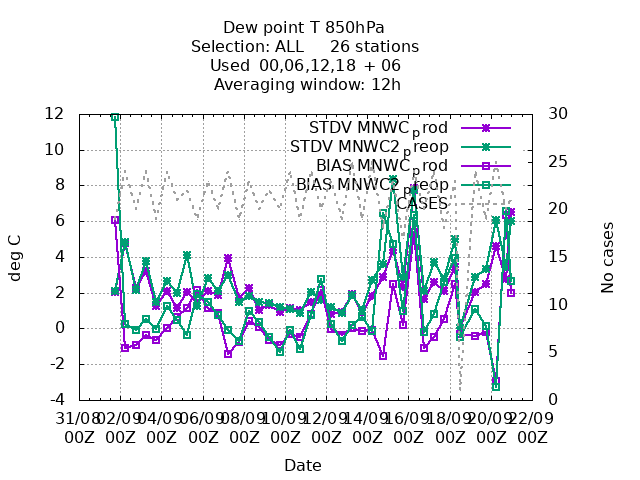 Dew point T 850hPa
Selection: ALL     26 stations
Used  00,06,12,18 + 06
Averaging window: 12h
12 30
STDV MNWCprod
STDV MNWC2preop
BIAS MNWCprod
BIAS MNWC2preop
CASES
10 25
8
6 20
4 15
2 10
0
-2 5
-4 0
deg C
No cases
31/08 02/09 04/09 06/09 08/09 10/09 12/09 14/09 16/09 18/09 20/09 22/09
00Z 00Z 00Z 00Z 00Z 00Z 00Z 00Z 00Z 00Z 00Z 00Z
Date